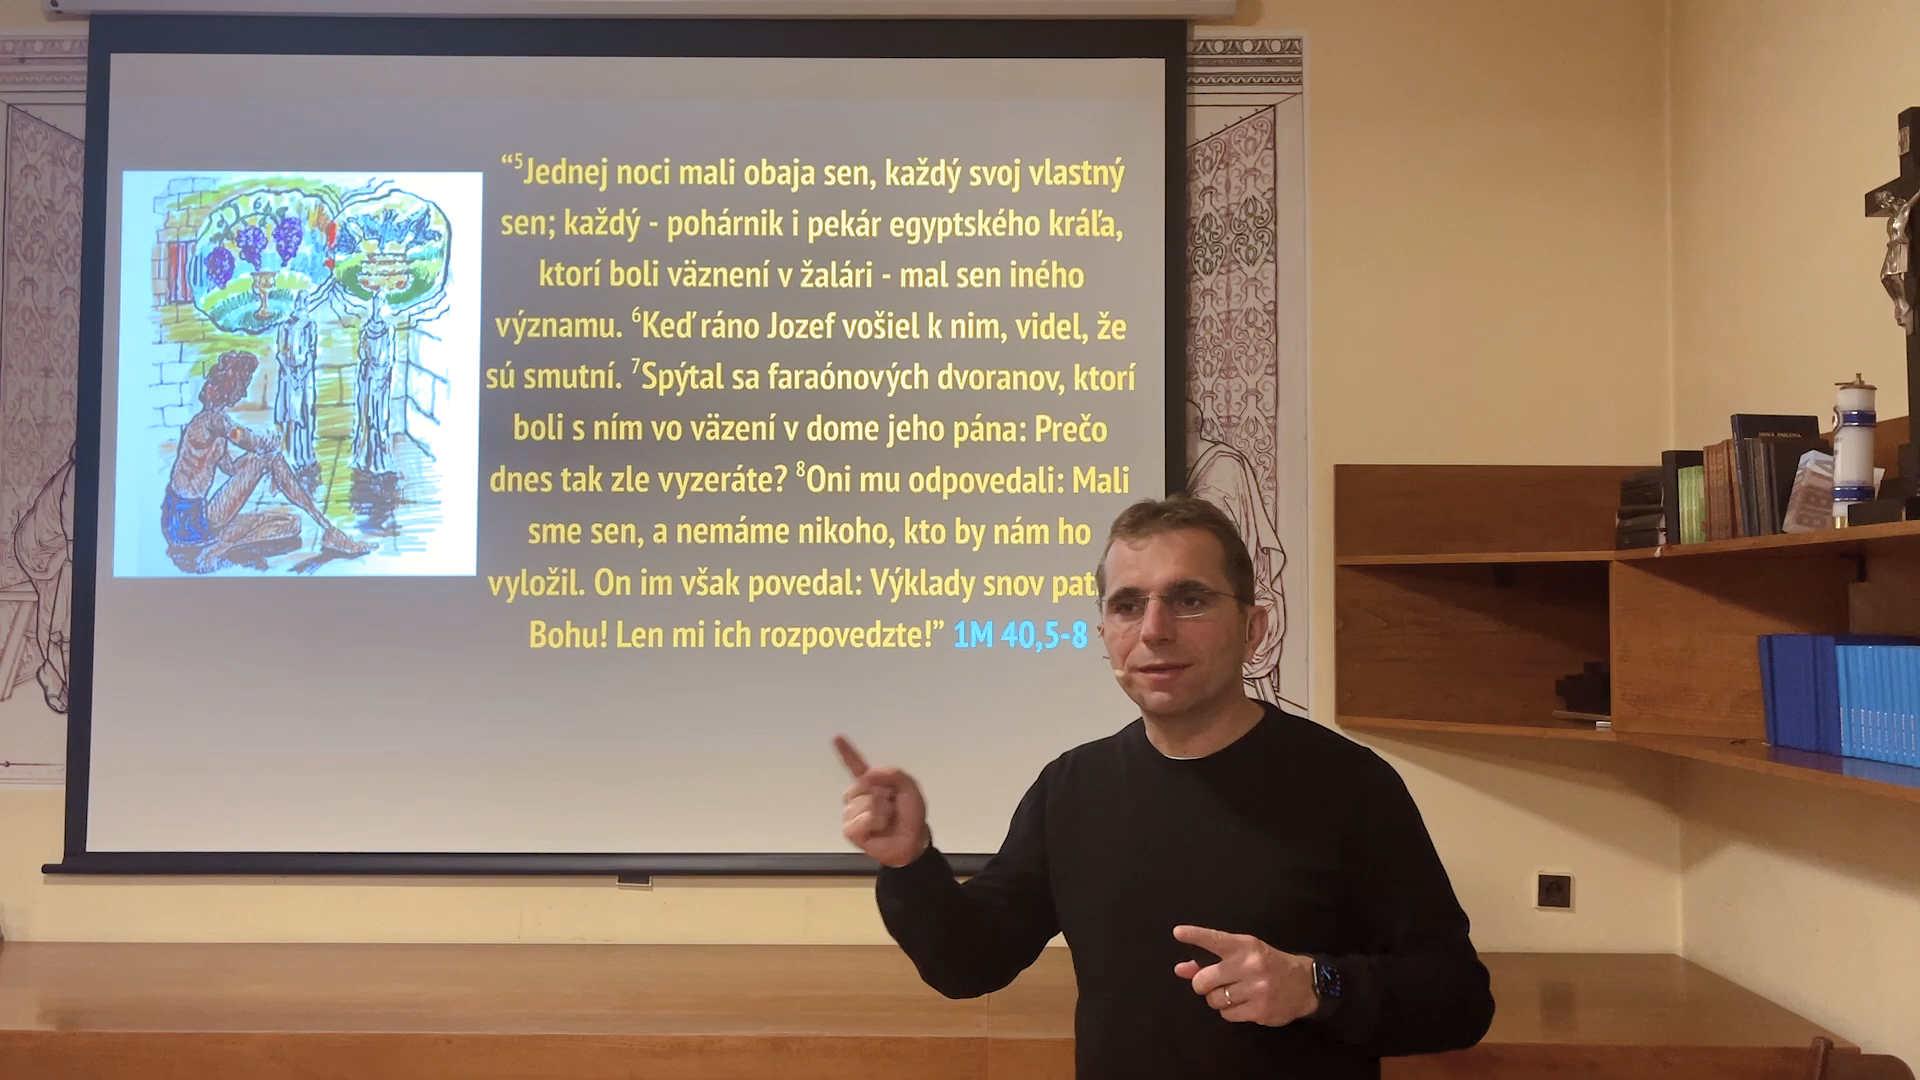 “⁵Jednej noci mali obaja sen, každý svoj vlastný
sen; každý - pohárnik i pekár egyptského kráľa,
ktorí boli väznení v žalári - mal sen iného
významu. ⁶Keď ráno Jozef vošiel k nim, videl, že
sú smutní. ⁷Spýtal sa faraónových dvoranov, ktorí
boli s ním vo väzení v dome jeho pána: Prečo
dnes tak zle vyzeráte? ⁸Oni mu odpovedali: Mali
sme sen, a nemáme nikoho, kto by nám ho
vyložil. On im však povedal: Výklady snov
Bohu! Len mi ich rozpovedzte!” 1M 40,5-8
BIBLIA